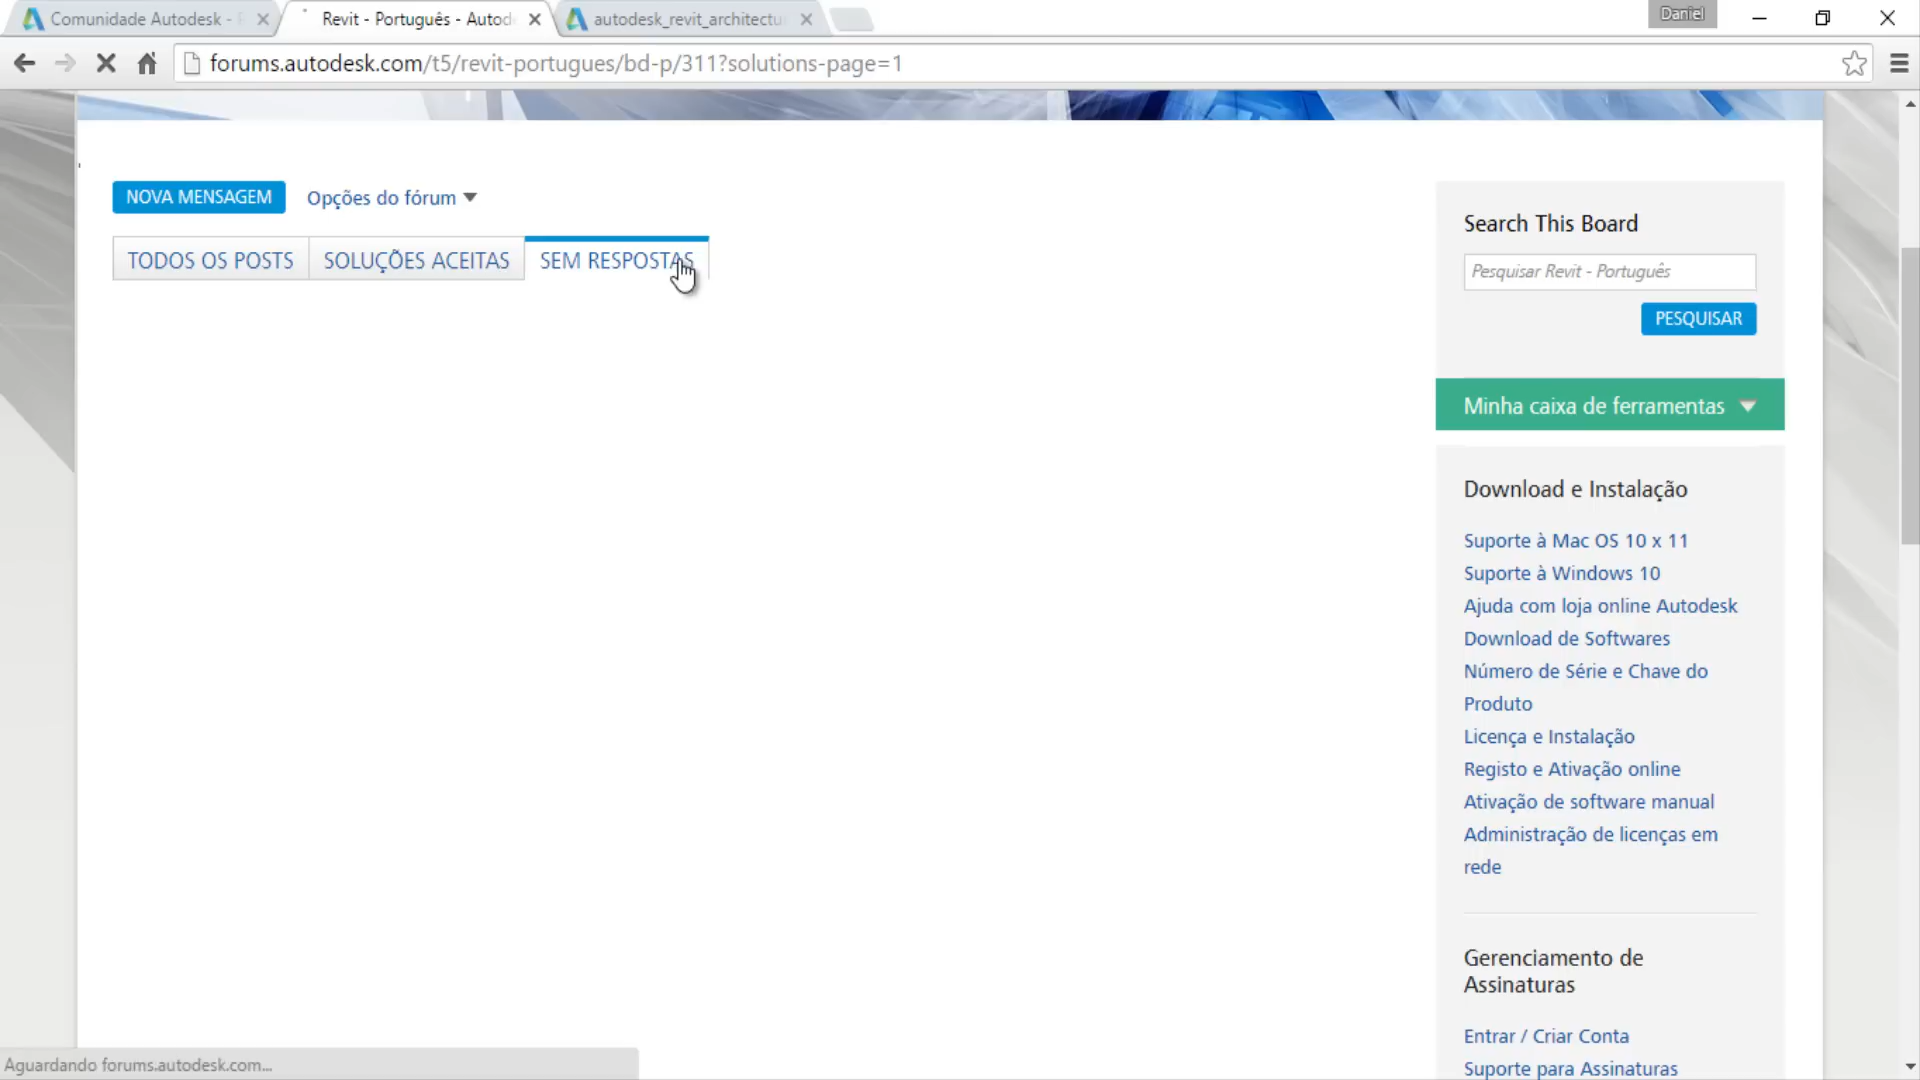 Comunidade Autodesk -
Revit - Português - Autod
autodesk_revit_architectu
Daniel
forums.autodesk.com/t5/revit-portugues/bd-p/311?solutions-page=1
NOVA MENSAGEM
Opções do fórum
TODOS OS POSTS
SOLUÇÕES ACEITAS
SEM RESPOSTAS
Search This Board
Pesquisar Revit - Português
PESQUISAR
Minha caixa de ferramentas
Download e Instalação
Suporte à Mac OS 10 x 11
Suporte à Windows 10
Ajuda com loja online Autodesk
Download de Softwares
Número de Série e Chave do
Produto
Licença e Instalação
Registo e Ativação online
Ativação de software manual
Administração de licenças em
rede
Gerenciamento de
Assinaturas
Entrar / Criar Conta
Suporte para Assinaturas
Aguardando forums.autodesk.com...